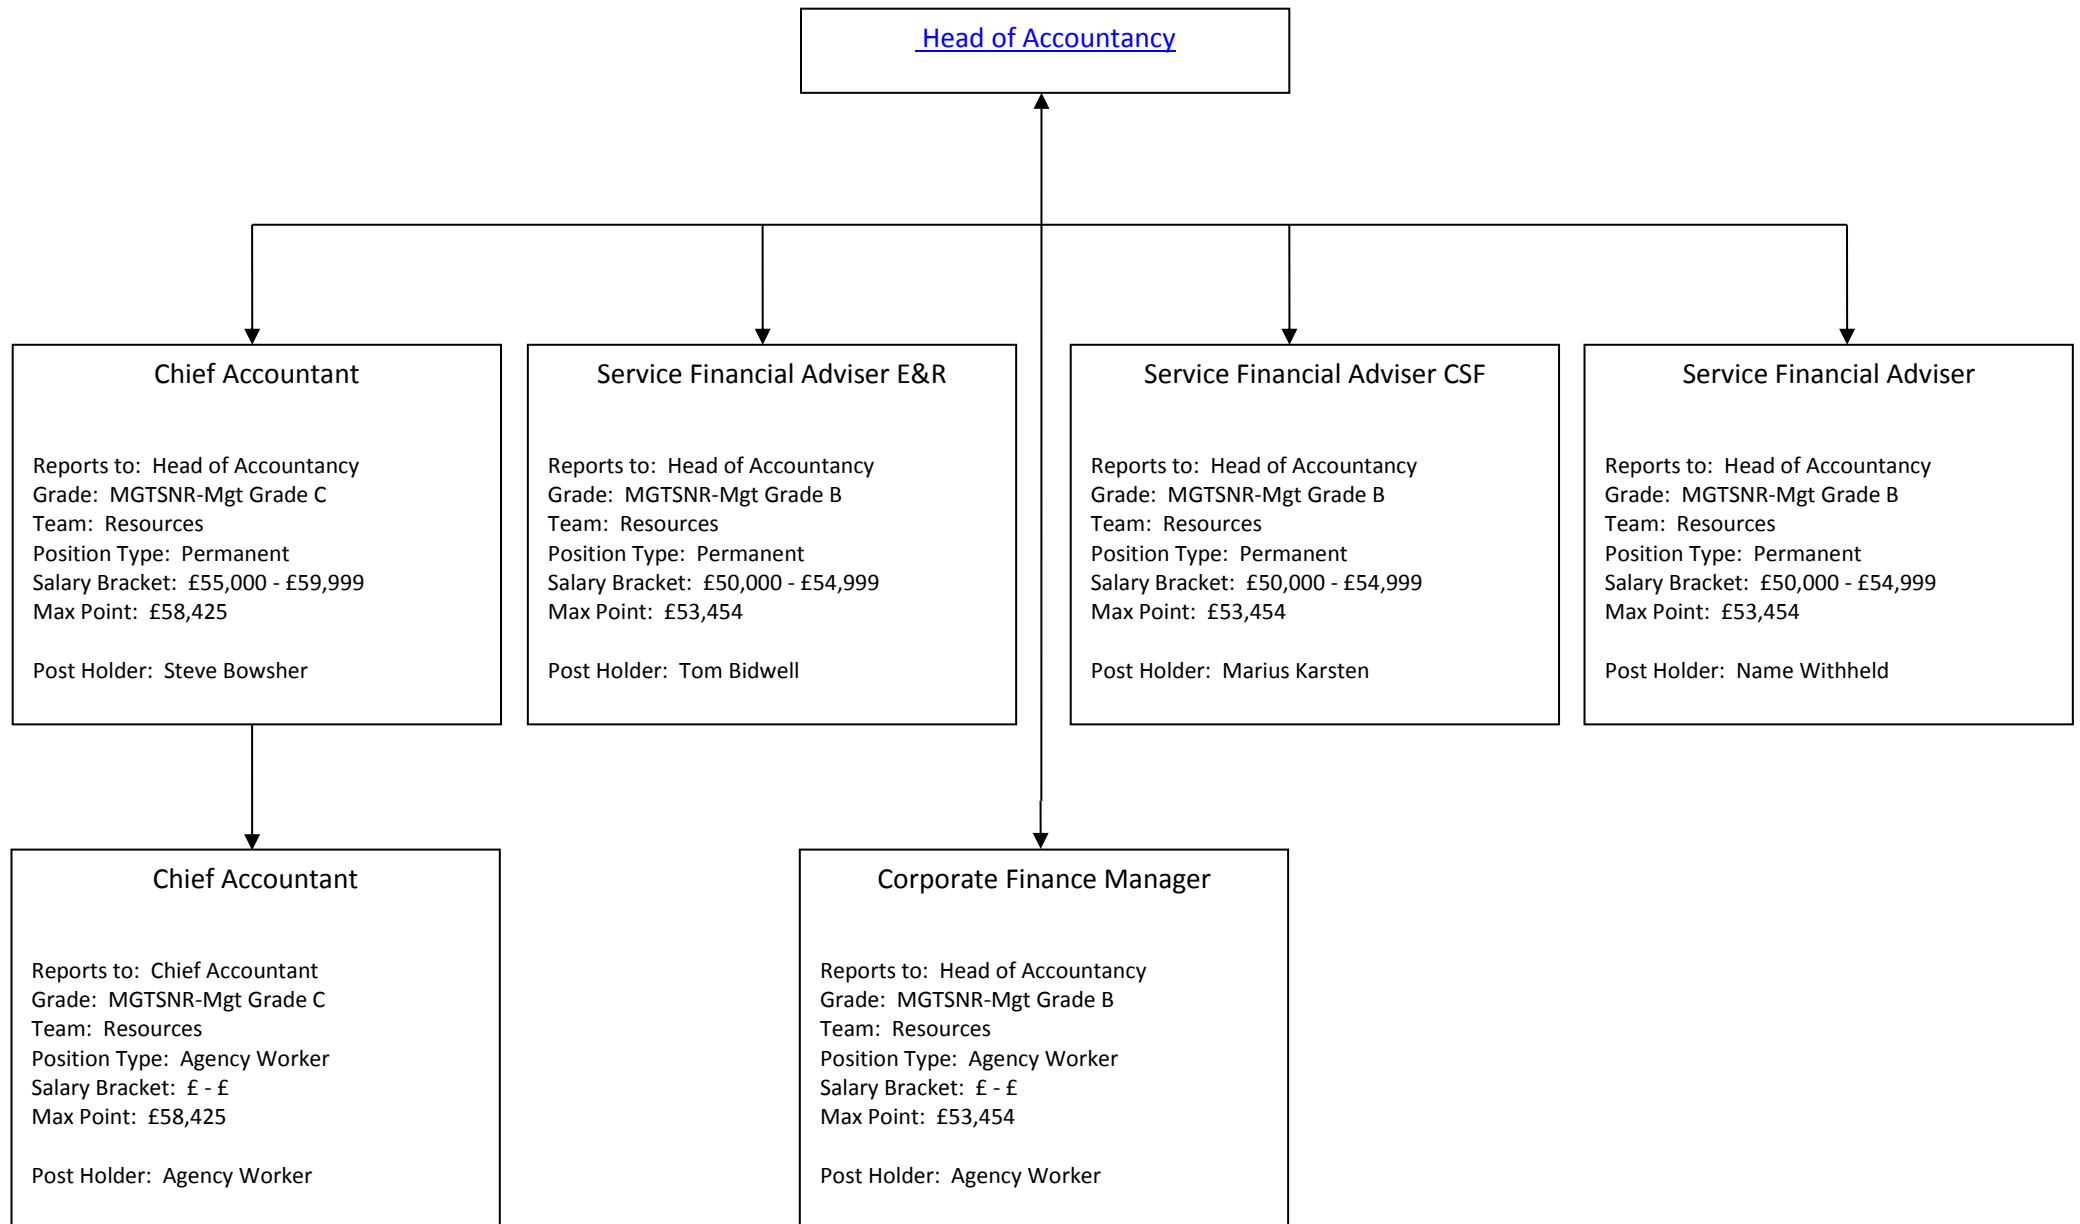 Head of Accountancy
Chief Accountant
Reports to:  Head of Accountancy
Grade:  MGTSNR-Mgt Grade C
Team:  Resources
Position Type:  Permanent
Salary Bracket:  £55,000 - £59,999
Max Point:  £58,425
Post Holder:  Steve Bowsher
Service Financial Adviser E&R
Reports to:  Head of Accountancy
Grade:  MGTSNR-Mgt Grade B
Team:  Resources
Position Type:  Permanent
Salary Bracket:  £50,000 - £54,999
Max Point:  £53,454
Post Holder:  Tom Bidwell
Service Financial Adviser CSF
Reports to:  Head of Accountancy
Grade:  MGTSNR-Mgt Grade B
Team:  Resources
Position Type:  Permanent
Salary Bracket:  £50,000 - £54,999
Max Point:  £53,454
Post Holder:  Marius Karsten
Service Financial Adviser
Reports to:  Head of Accountancy
Grade:  MGTSNR-Mgt Grade B
Team:  Resources
Position Type:  Permanent
Salary Bracket:  £50,000 - £54,999
Max Point:  £53,454
Post Holder:  Name Withheld
Chief Accountant
Reports to:  Chief Accountant
Grade:  MGTSNR-Mgt Grade C
Team:  Resources
Position Type:  Agency Worker
Salary Bracket:  £ - £
Max Point:  £58,425
Post Holder:  Agency Worker
Corporate Finance Manager
Reports to:  Head of Accountancy
Grade:  MGTSNR-Mgt Grade B
Team:  Resources
Position Type:  Agency Worker
Salary Bracket:  £ - £
Max Point:  £53,454
Post Holder:  Agency Worker